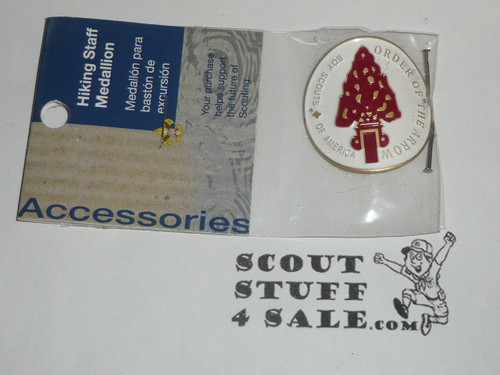 Hiking Staff
Medallion
Medallón para
bastón de
excursión
Your purchase
helps support
the future of
Scouting.
Accessories
ORDER OF THE ARROW
BOY SCOUTS OF AMERICA
SCOUT
STUFF
4 SALE.com